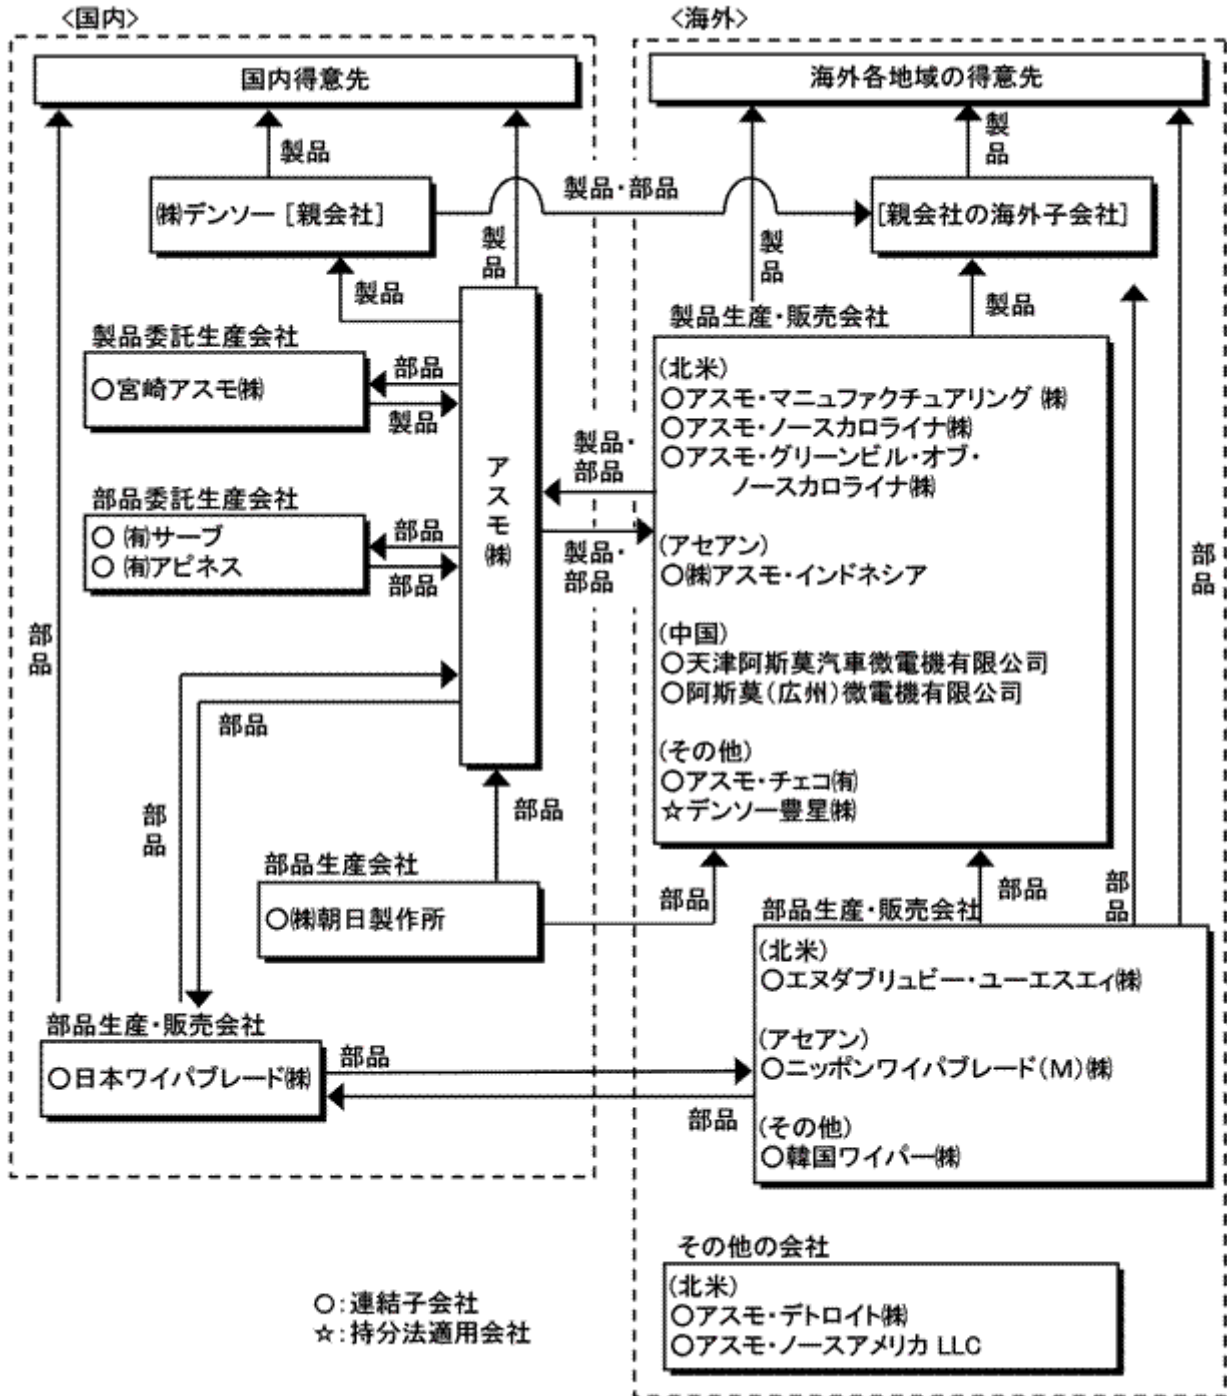 <国内>
国内得意先
製品
㈱デンソー [親会社]
製品
製品
製品委託生産会社
○宮崎アスモ㈱
部品
製品
部品委託生産会社
○ ㈲サーブ
○ ㈲アピネス
部品
部品
アスモ㈱
部品
部品
部品
部品
部品生産会社
○㈱朝日製作所
部品生産・販売会社
○日本ワイパブレード㈱
部品
部品
製品・部品
製品・
部品
製品・
部品
部品
<海外>
海外各地域の得意先
製品
[親会社の海外子会社]
製品
製品
製品生産・販売会社
(北米)
○アスモ・マニュファクチュアリング ㈱
○アスモ・ノースカロライナ㈱
○アスモ・グリーンビル・オブ・
ノースカロライナ㈱
(アセアン)
○㈱アスモ・インドネシア
(中国)
○天津阿斯莫汽車微電機有限公司
○阿斯莫(広州)微電機有限公司
(その他)
○アスモ・チェコ㈲
☆デンソー豊星㈱
部品
部品
部品
部品生産・販売会社
(北米)
○エヌダブリュビー・ユーエスエィ㈱
(アセアン)
○ニッポンワイパブレード(M)㈱
(その他)
○韓国ワイパー㈱
その他の会社
(北米)
○アスモ・デトロイト㈱
○アスモ・ノースアメリカ LLC
○:連結子会社
☆:持分法適用会社